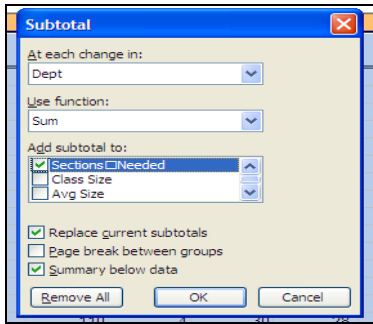 Subtotal
At each change in:
Dept
Use function:
Sum
Add subtotal to:
Sections□Needed
Class Size
Avg Size
Replace current subtotals
Page break between groups
Summary below data
Remove All
OK
Cancel